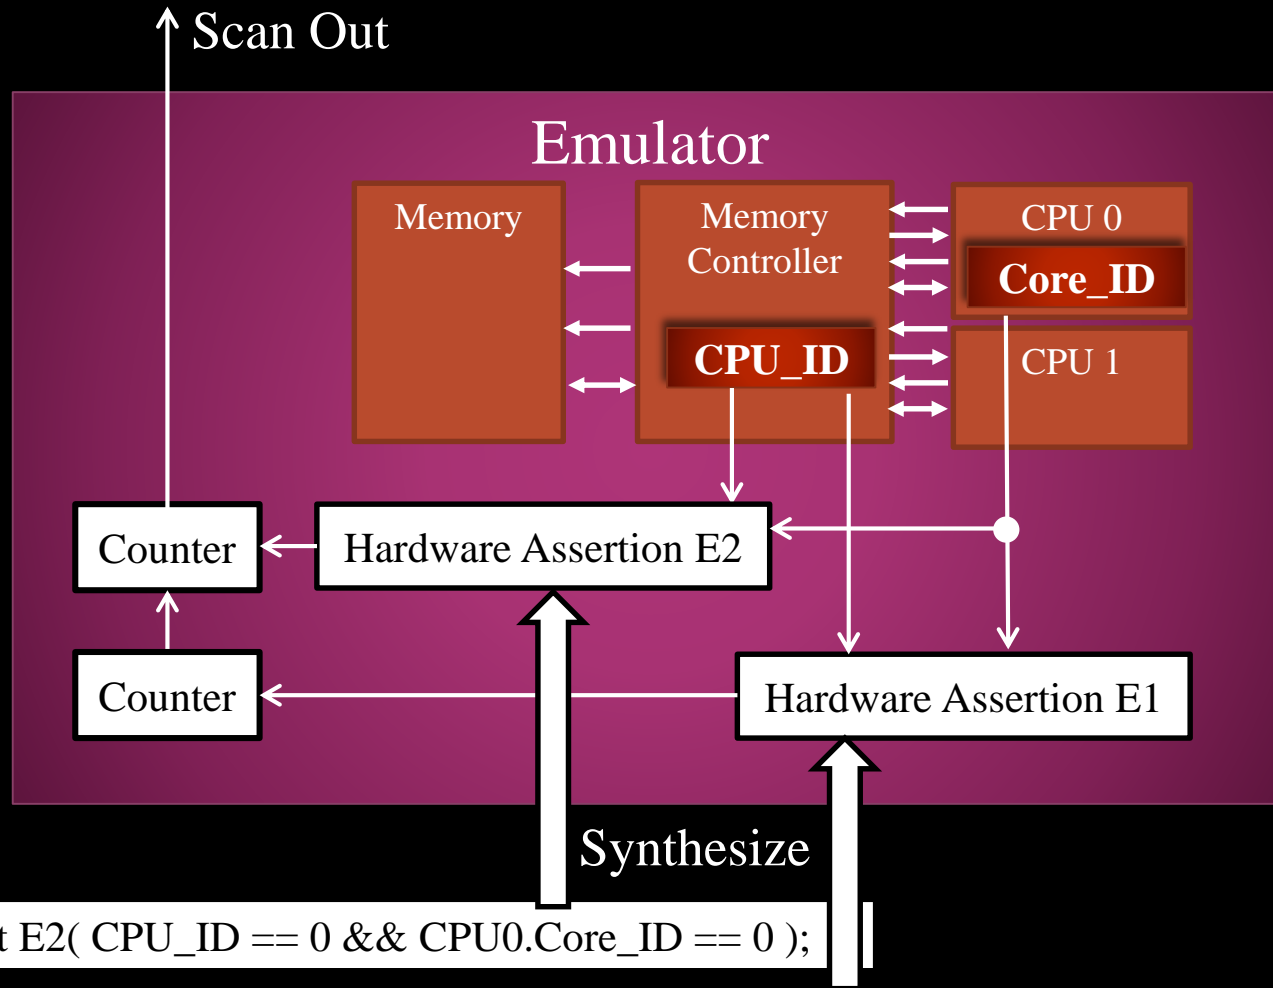 Scan Out
Emulator
Memory
Memory
Controller
CPU 0
Core_ID
CPU_ID
CPU 1
Counter
Hardware Assertion E2
Counter
Hardware Assertion E1
Synthesize
t E2( CPU_ID == 0 && CPU0.Core_ID == 0 );